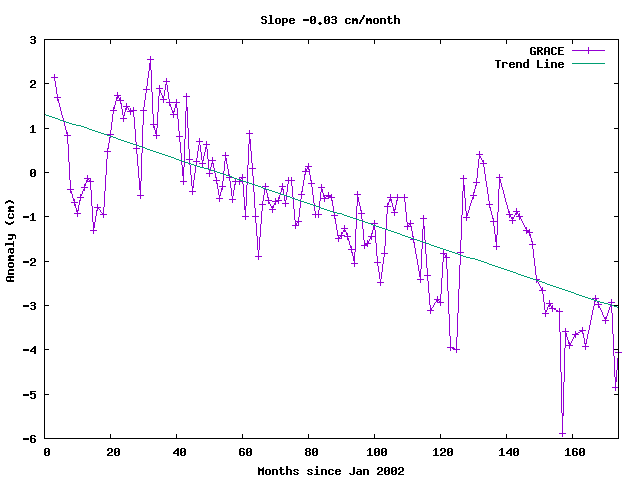 Slope -0.03 cm/month
GRACE
Trend Line
3
2
1
0
-1
-2
-3
-4
-5
-6
Anomaly (cm)
0 20 40 60 80 100 120 140 160
Months since Jan 2002